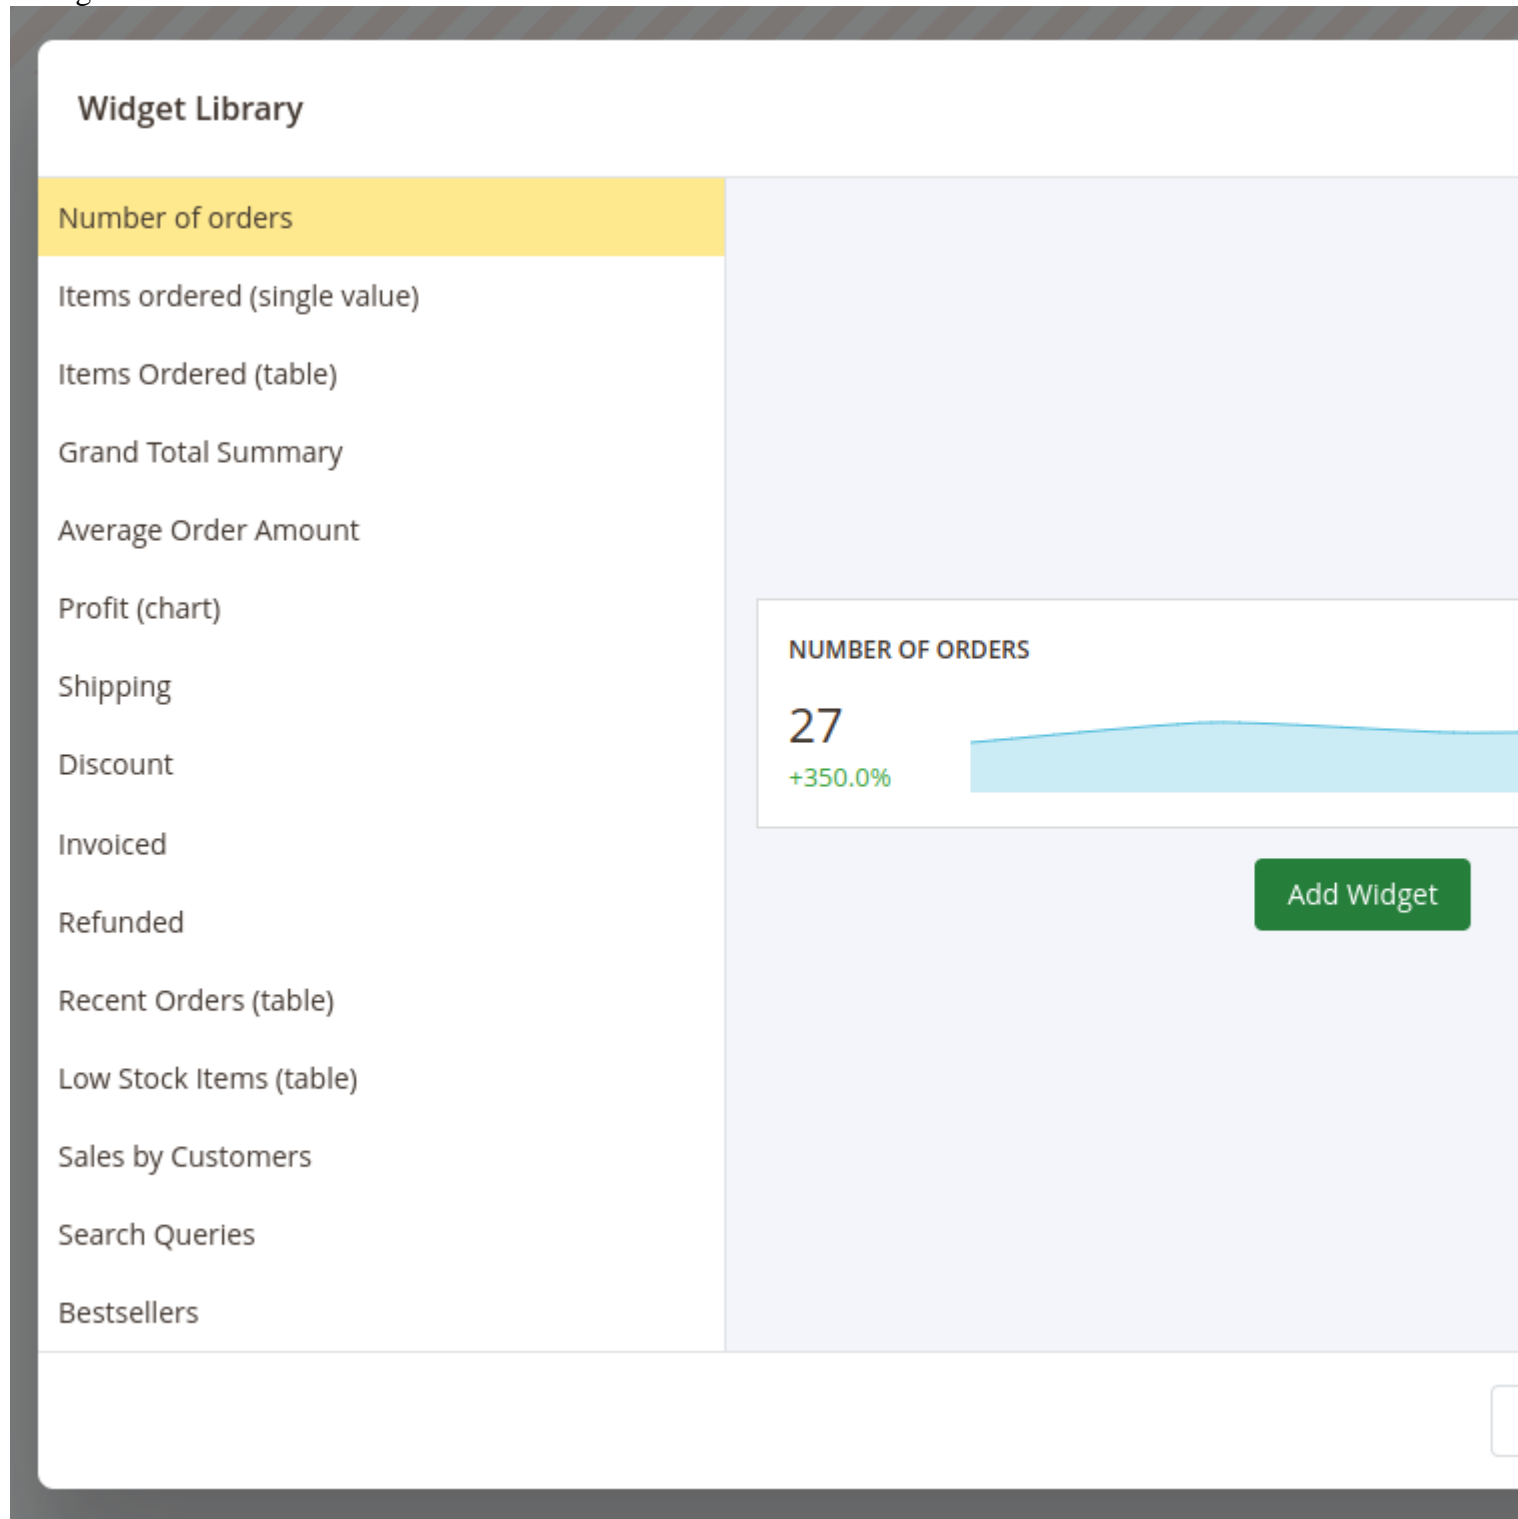 Widget Library
Number of orders
Items ordered (single value)
Items Ordered (table)
Grand Total Summary
Average Order Amount
Profit (chart)
Shipping
Discount
Invoiced
Refunded
Recent Orders (table)
Low Stock Items (table)
Sales by Customers
Search Queries
Bestsellers
NUMBER OF ORDERS
27
+350.0%
Add Widget